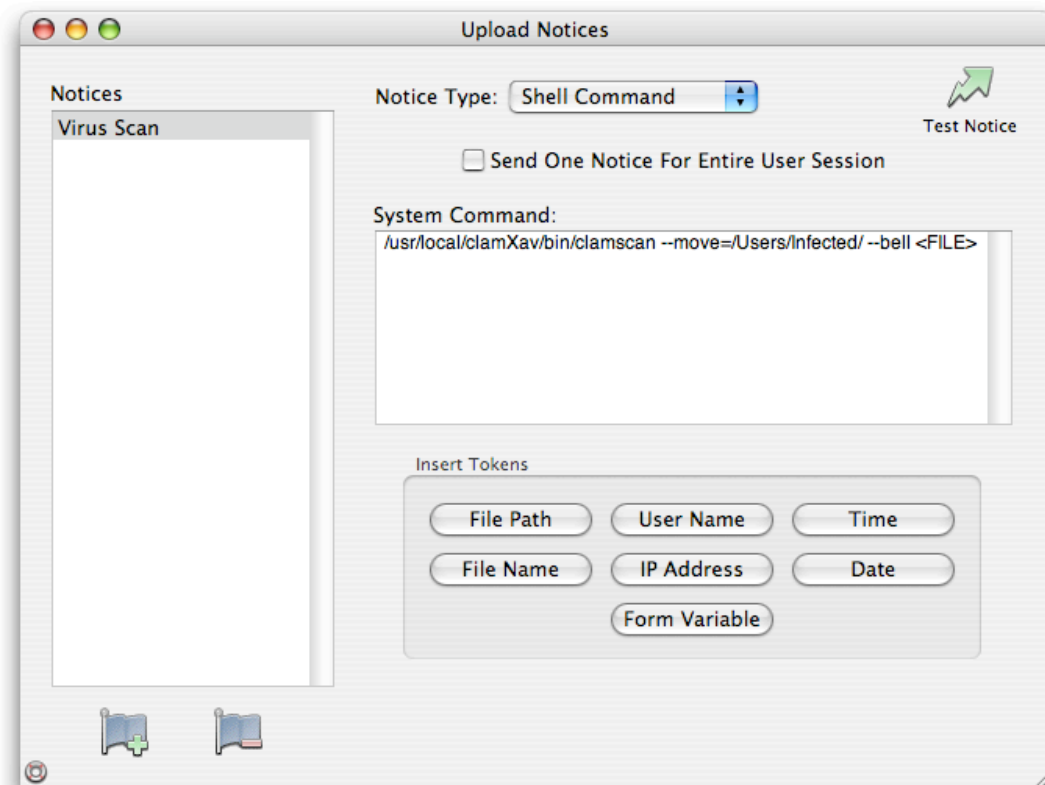 Upload Notices
Notices
Virus Scan
Notice Type: Shell Command
Test Notice
Send One Notice For Entire User Session
System Command:
/usr/local/clamXav/bin/clamscan --move=/Users/Infected/ --bell <FILE>
Insert Tokens
File Path User Name Time
File Name IP Address Date
Form Variable